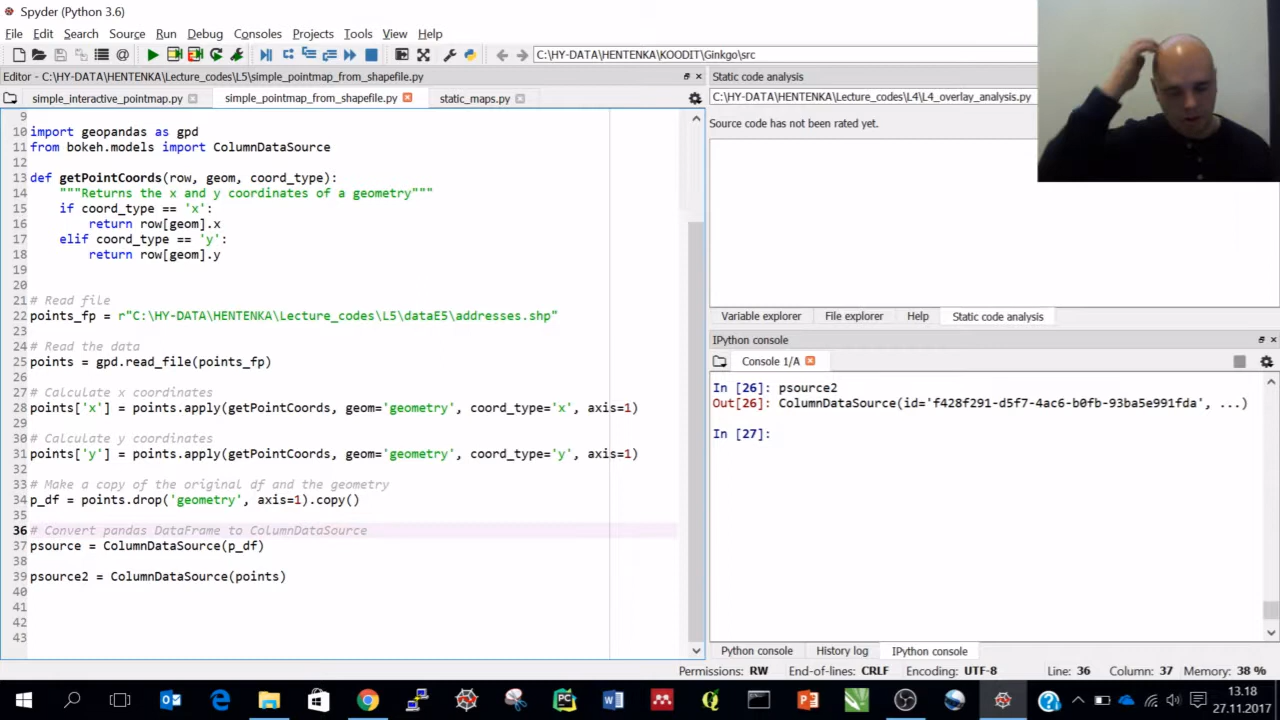 Spyder (Python 3.6)
File Edit Search Source Run Debug Consoles Projects Tools View Help
C:\HY-DATA\HENTENKA\KOODIT\Ginkgo\src
Editor - C:\HY-DATA\HENTENKA\Lecture_codes\L5\simple_pointmap_from_shapefile.py
simple_interactive_pointmap.py simple_pointmap_from_shapefile.py static_maps.py
9
10 import geopandas as gpd
11 from bokeh.models import ColumnDataSource
12
13 def getPointCoords(row, geom, coord_type):
14 """Returns the x and y coordinates of a geometry"""
15 if coord_type == 'x':
16 return row[geom].x
17 elif coord_type == 'y':
18 return row[geom].y
19
20
21 # Read file
22 points_fp = r"C:\HY-DATA\HENTENKA\Lecture_codes\L5\dataE5\addresses.shp"
23
24 # Read the data
25 points = gpd.read_file(points_fp)
26
27 # Calculate x coordinates
28 points['x'] = points.apply(getPointCoords, geom='geometry', coord_type='x', axis=1)
29
30 # Calculate y coordinates
31 points['y'] = points.apply(getPointCoords, geom='geometry', coord_type='y', axis=1)
32
33 # Make a copy of the original df and the geometry
34 p_df = points.drop('geometry', axis=1).copy()
35
36 # Convert pandas DataFrame to ColumnDataSource
37 psource = ColumnDataSource(p_df)
38
39 psource2 = ColumnDataSource(points)
40
41
42
43
Static code analysis
C:\HY-DATA\HENTENKA\Lecture_codes\L4\L4_overlay_analysis.py
Source code has not been rated yet.
Variable explorer File explorer Help Static code analysis
IPython console
Console 1/A
In [26]: psource2
Out[26]: ColumnDataSource(id='f428f291-d5f7-4ac6-b0fb-93ba5e991fda', ...)
In [27]:
Python console History log IPython console
Permissions: RW End-of-lines: CRLF Encoding: UTF-8 Line: 36 Column: 37 Memory: 38 %
13.18
27.11.2017